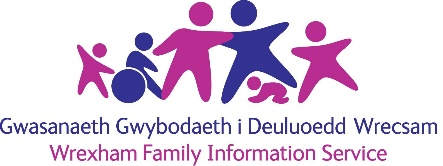 Gwasanaeth Gwybodaeth i Deuluoedd Wrecsam
Wrexham Family Information Service